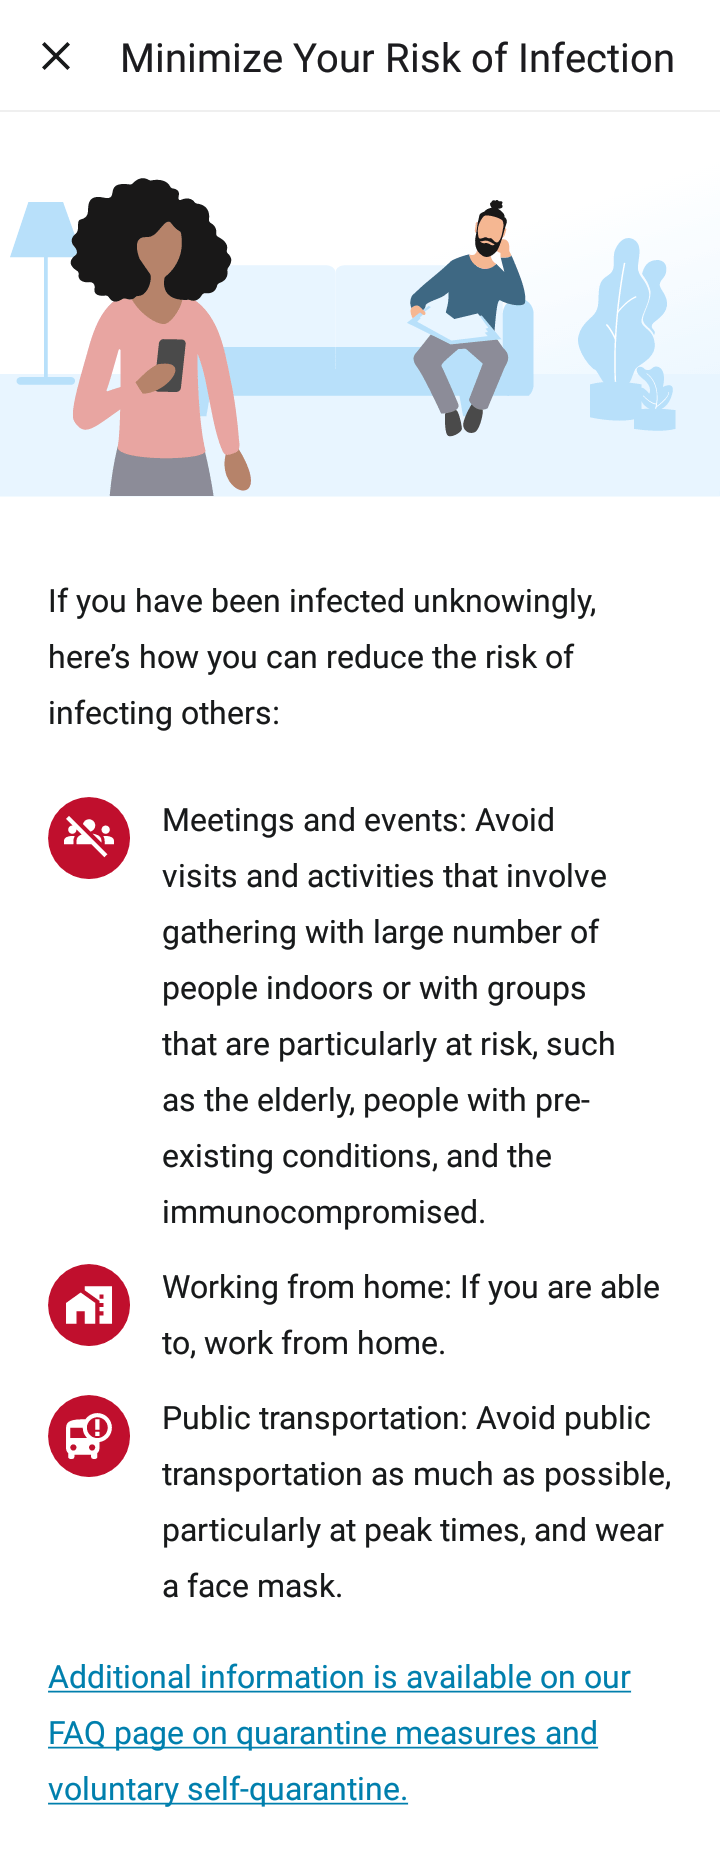 Minimize Your Risk of Infection
If you have been infected unknowingly,
here’s how you can reduce the risk of
infecting others:
Meetings and events: Avoid
visits and activities that involve
gathering with large number of
people indoors or with groups
that are particularly at risk, such
as the elderly, people with pre-
existing conditions, and the
immunocompromised.
Working from home: If you are able
to, work from home.
Public transportation: Avoid public
transportation as much as possible,
particularly at peak times, and wear
a face mask.
Additional information is available on our
FAQ page on quarantine measures and
voluntary self-quarantine.